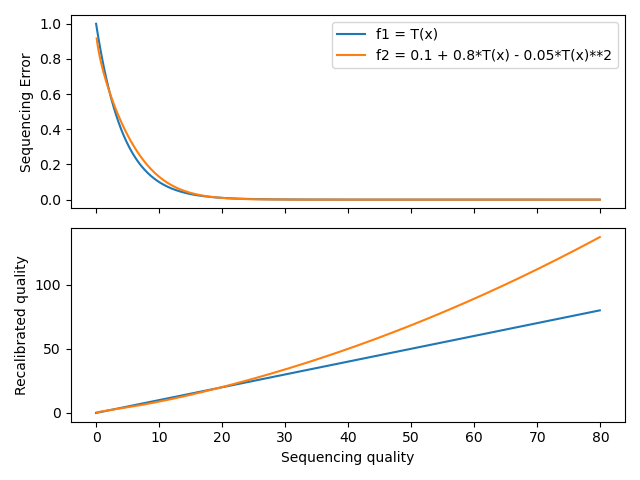 1.0
0.8
0.6
0.4
0.2
0.0
Sequencing Error
f1 = T(x)
f2 = 0.1 + 0.8*T(x) - 0.05*T(x)**2
100
50
0
Recalibrated quality
0 10 20 30 40 50 60 70 80
Sequencing quality